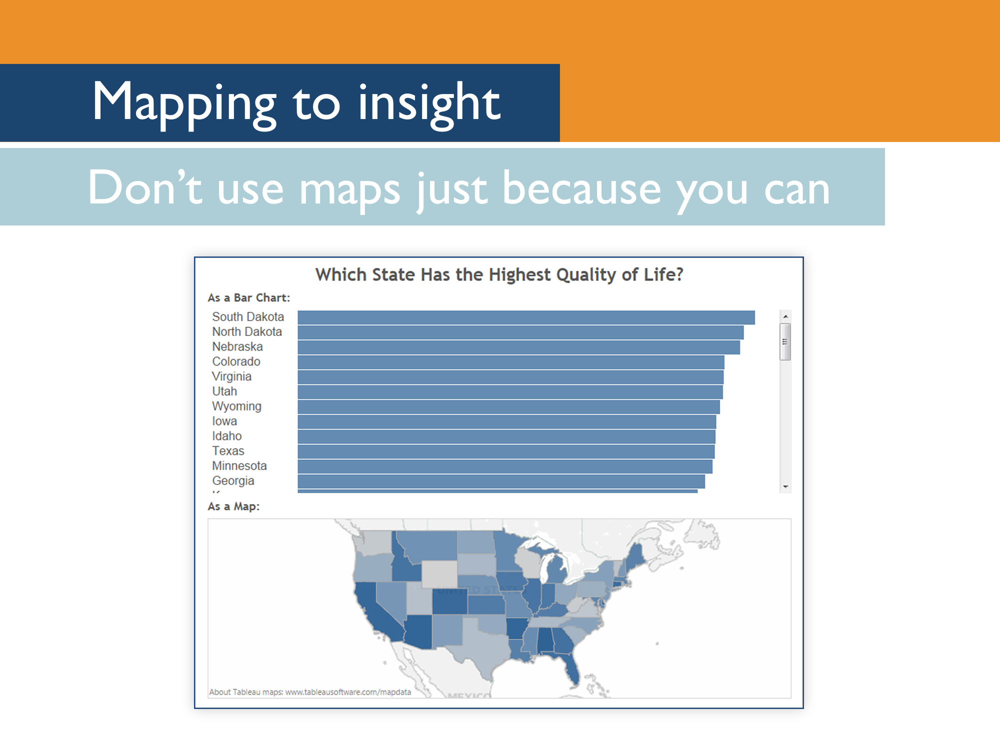 Mapping to insight
Don’t use maps just because you can
Which State Has the Highest Quality of Life?
As a Bar Chart:
South Dakota
North Dakota
Nebraska
Colorado
Virginia
Utah
Wyoming
Iowa
Idaho
Texas
Minnesota
Georgia
As a Map:
UNITED STATES
About Tableau maps: www.tableausoftware.com/mapdata
MEXICO